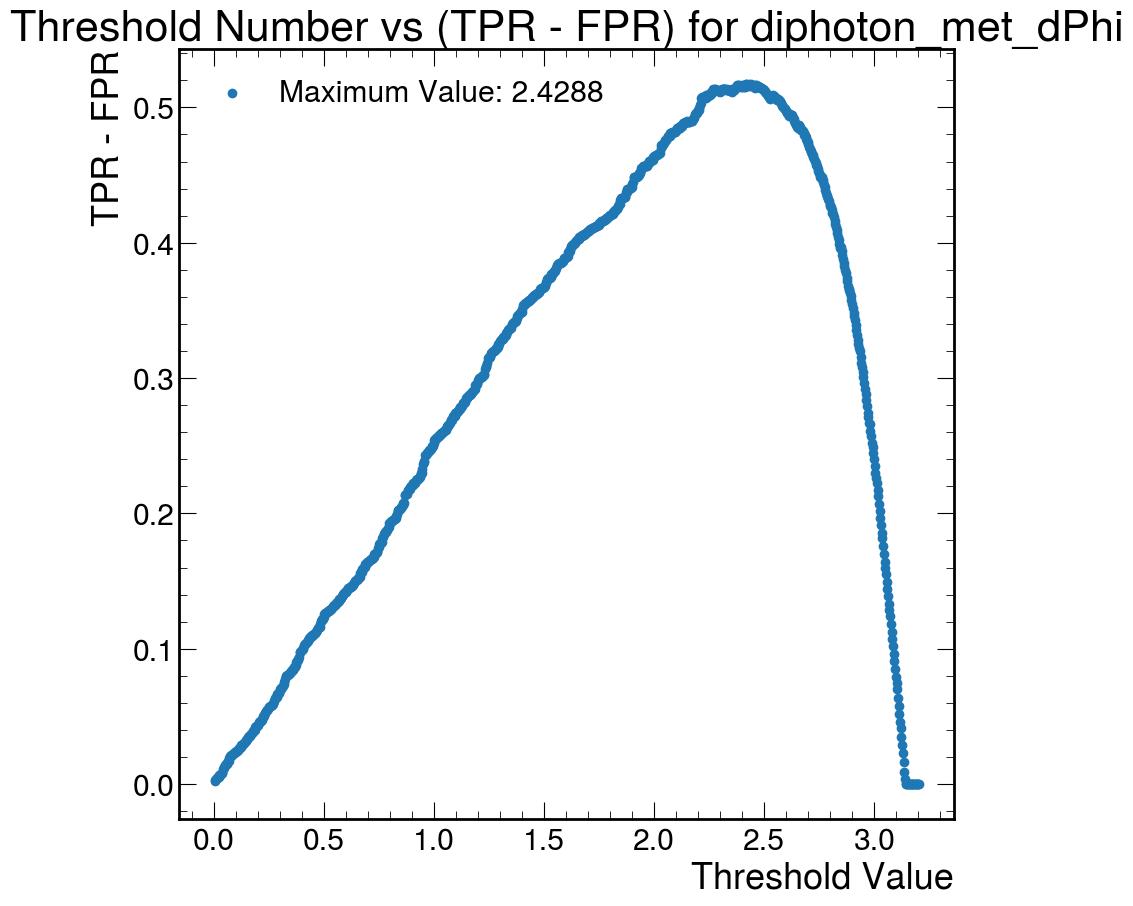 Threshold Number vs (TPR - FPR) for diphoton_met_dPhi
TPR - FPR
Maximum Value: 2.4288
0.5
0.4
0.3
0.2
0.1
0.0
0.0 0.5 1.0 1.5 2.0 2.5 3.0
Threshold Value